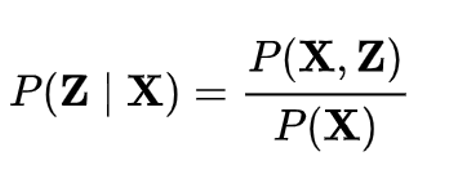 P(𝐙 | 𝐗) = P(𝐗, 𝐙) / P(𝐗)